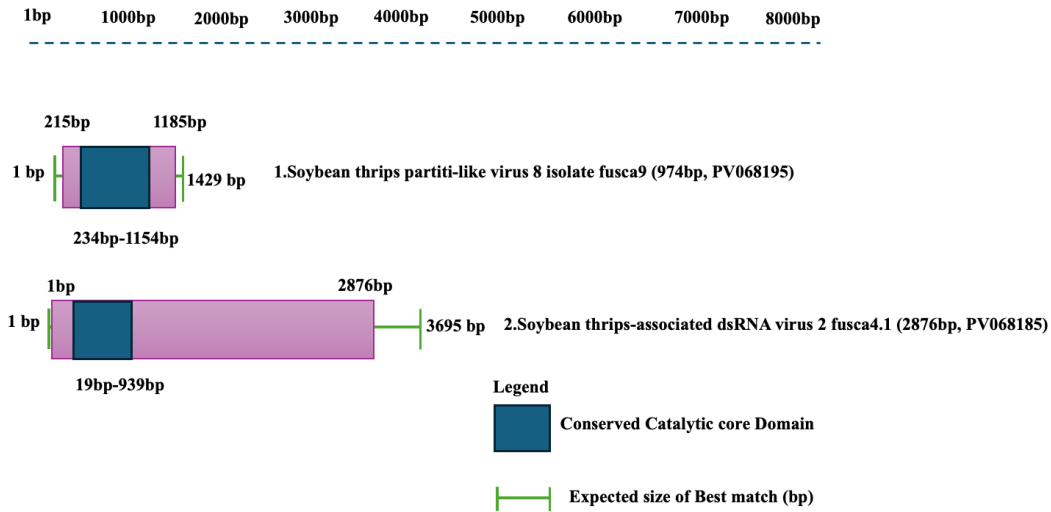 1bp 1000bp 2000bp 3000bp 4000bp 5000bp 6000bp 7000bp 8000bp
215bp 1185bp
1 bp 1429 bp 1.Soybean thrips partiti-like virus 8 isolate fusca9 (974bp, PV068195)
234bp-1154bp
1bp 2876bp
1 bp 3695 bp 2.Soybean thrips-associated dsRNA virus 2 fusca4.1 (2876bp, PV068185)
19bp-939bp
Legend
Conserved Catalytic core Domain
Expected size of Best match (bp)